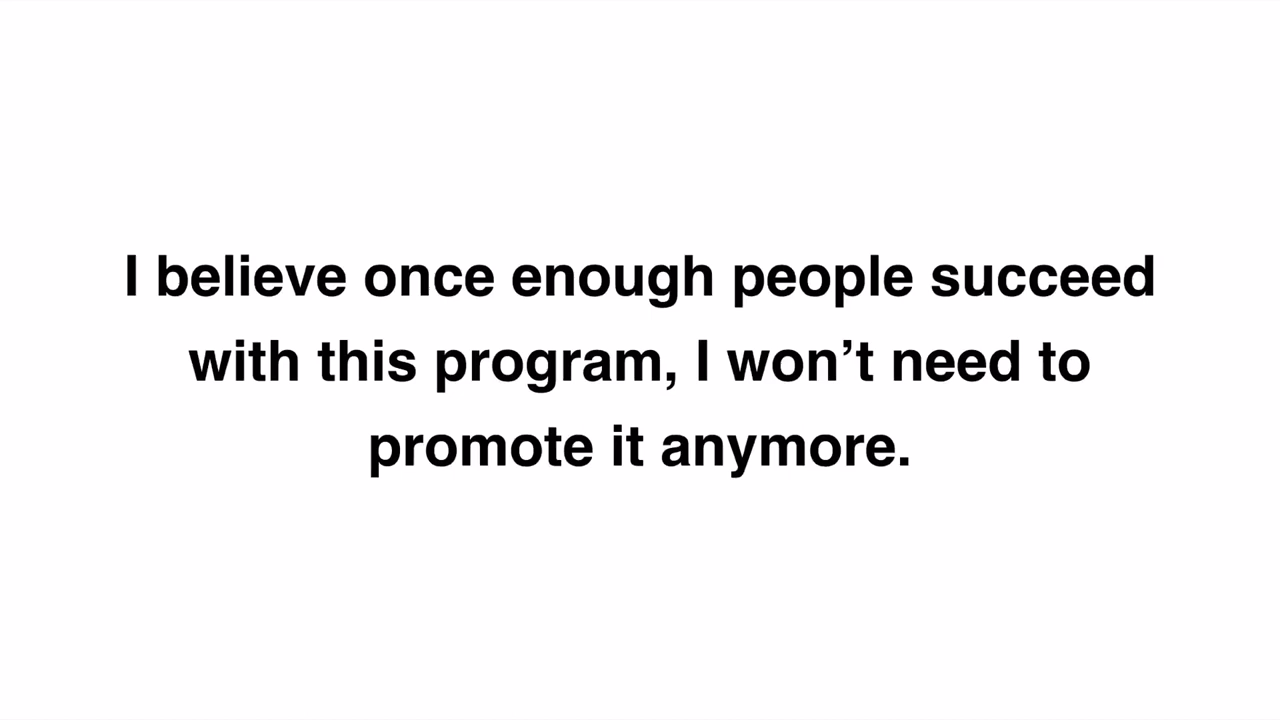 I believe once enough people succeed
with this program, I won’t need to
promote it anymore.